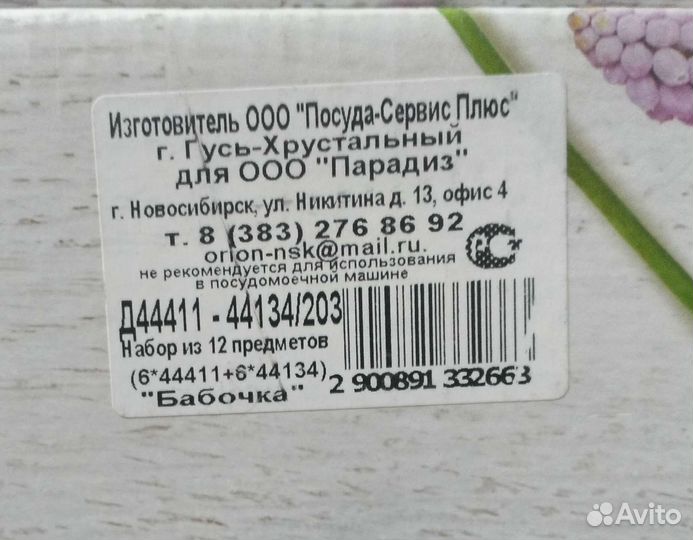 Изготовитель ООО "Посуда-Сервис Плюс"
г. Гусь-Хрустальный
для ООО "Парадиз"
г. Новосибирск, ул. Никитина д. 13, офис 4
т. 8 (383) 276 86 92
orion-nsk@mail.ru.
не рекомендуется для использования
в посудомоечной машине
Д44411 - 44134/203
Набор из 12 предметов
(6*44411+6*44134)
"Бабочка"
2 900891 332663
Avito